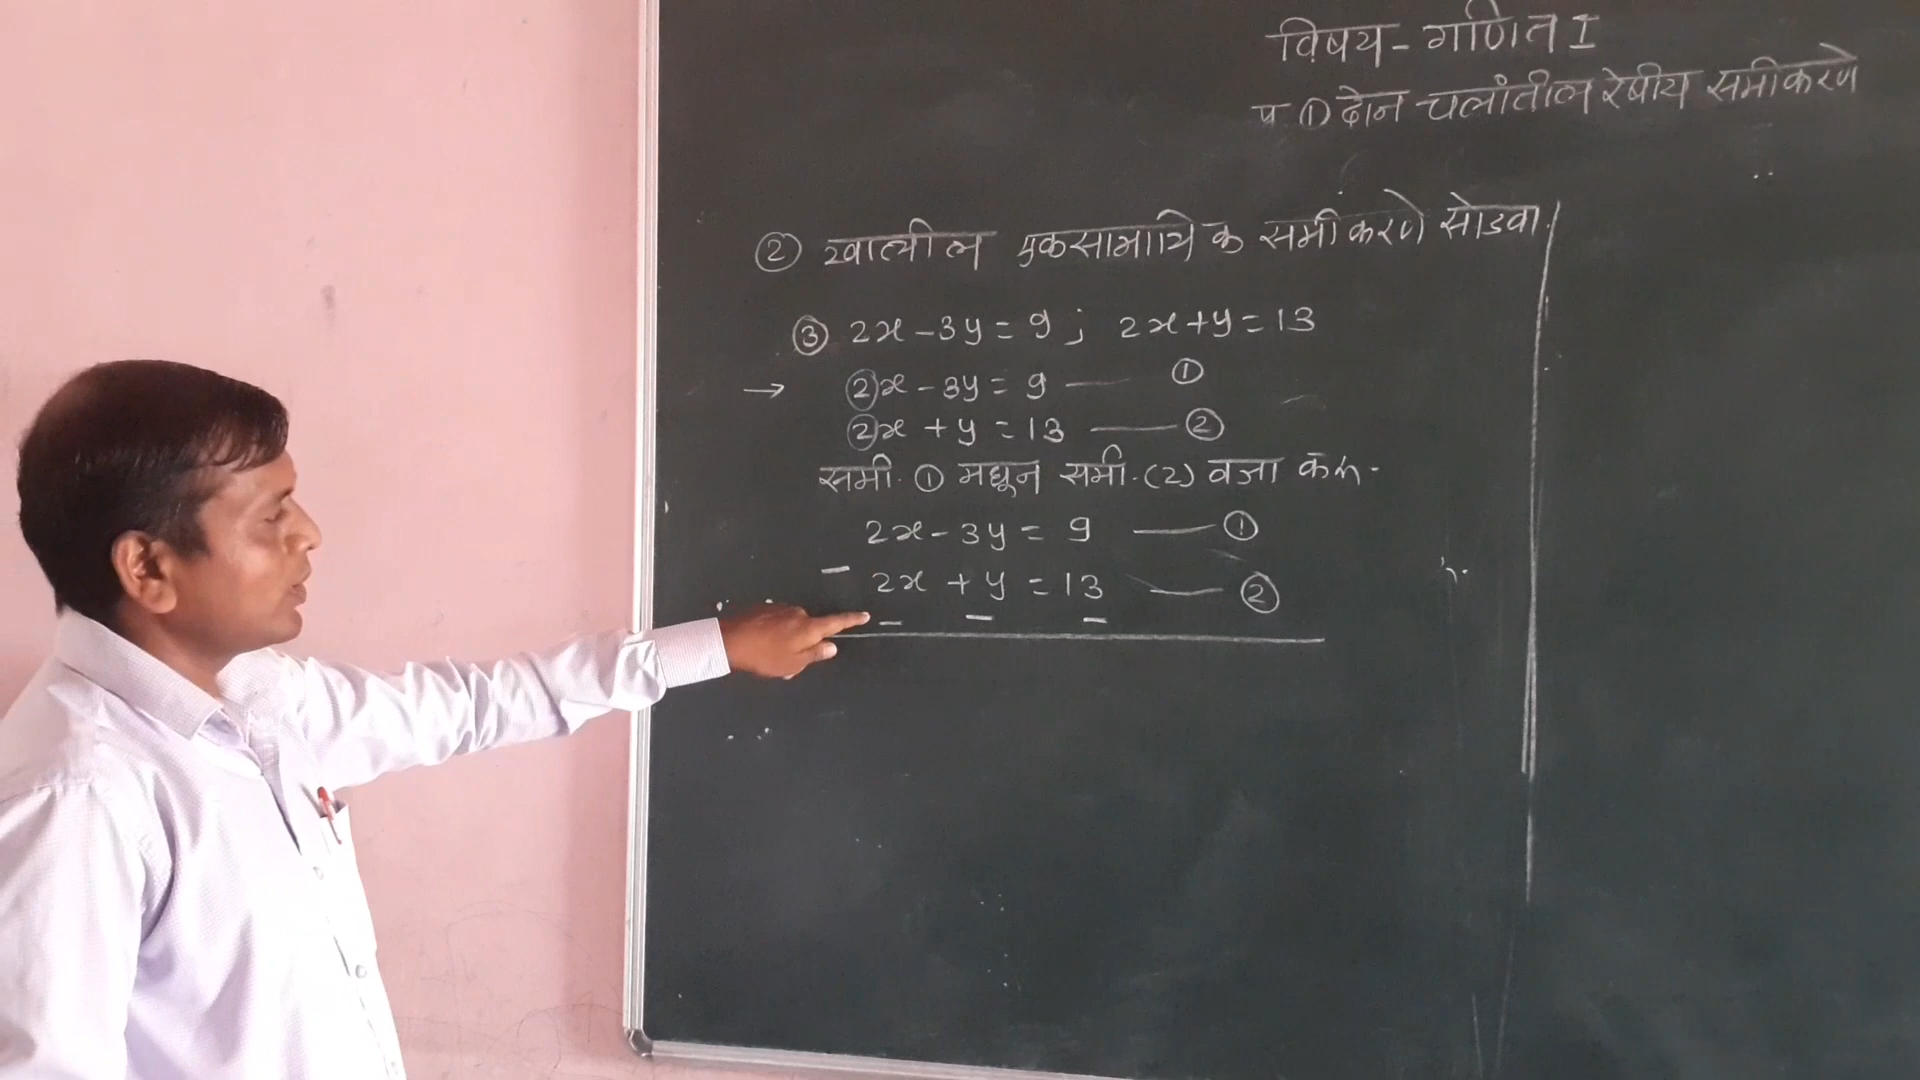 विषय - गणित I
प ① दोन चलांतील रेषीय समीकरणे
② खालील एकसामायिक समीकरणे सोडवा.
③ 2x - 3y = 9 ; 2x + y = 13
→ 2x - 3y = 9 — ①
2x + y = 13 — ②
समी. ① मधून समी. (2) वजा करू.
2x - 3y = 9 — ①
- 2x + y = 13 — ②
- - -